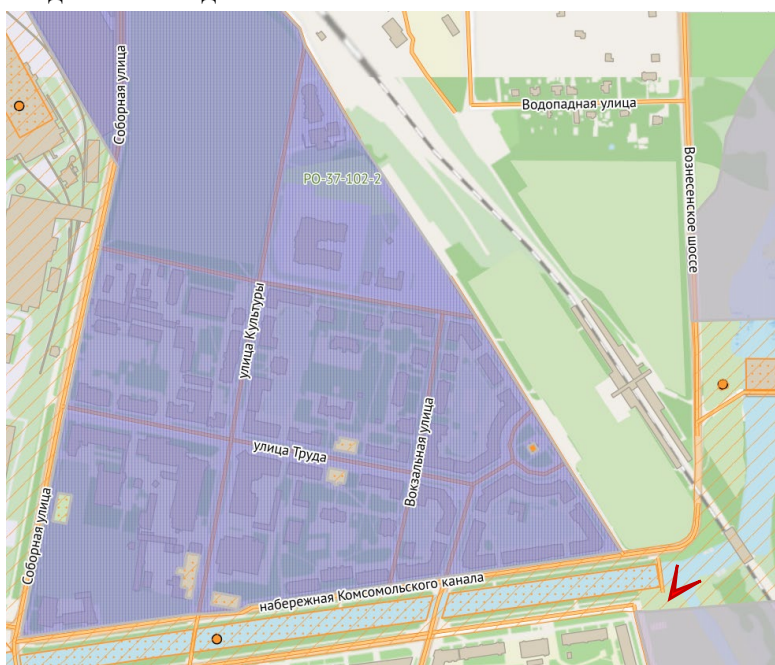 Соборная улица
Водопадная улица
Вознесенское шоссе
РО-37-102-2
улица Культуры
Вокзальная улица
улица Труда
Соборная улица
набережная Комсомольского канала